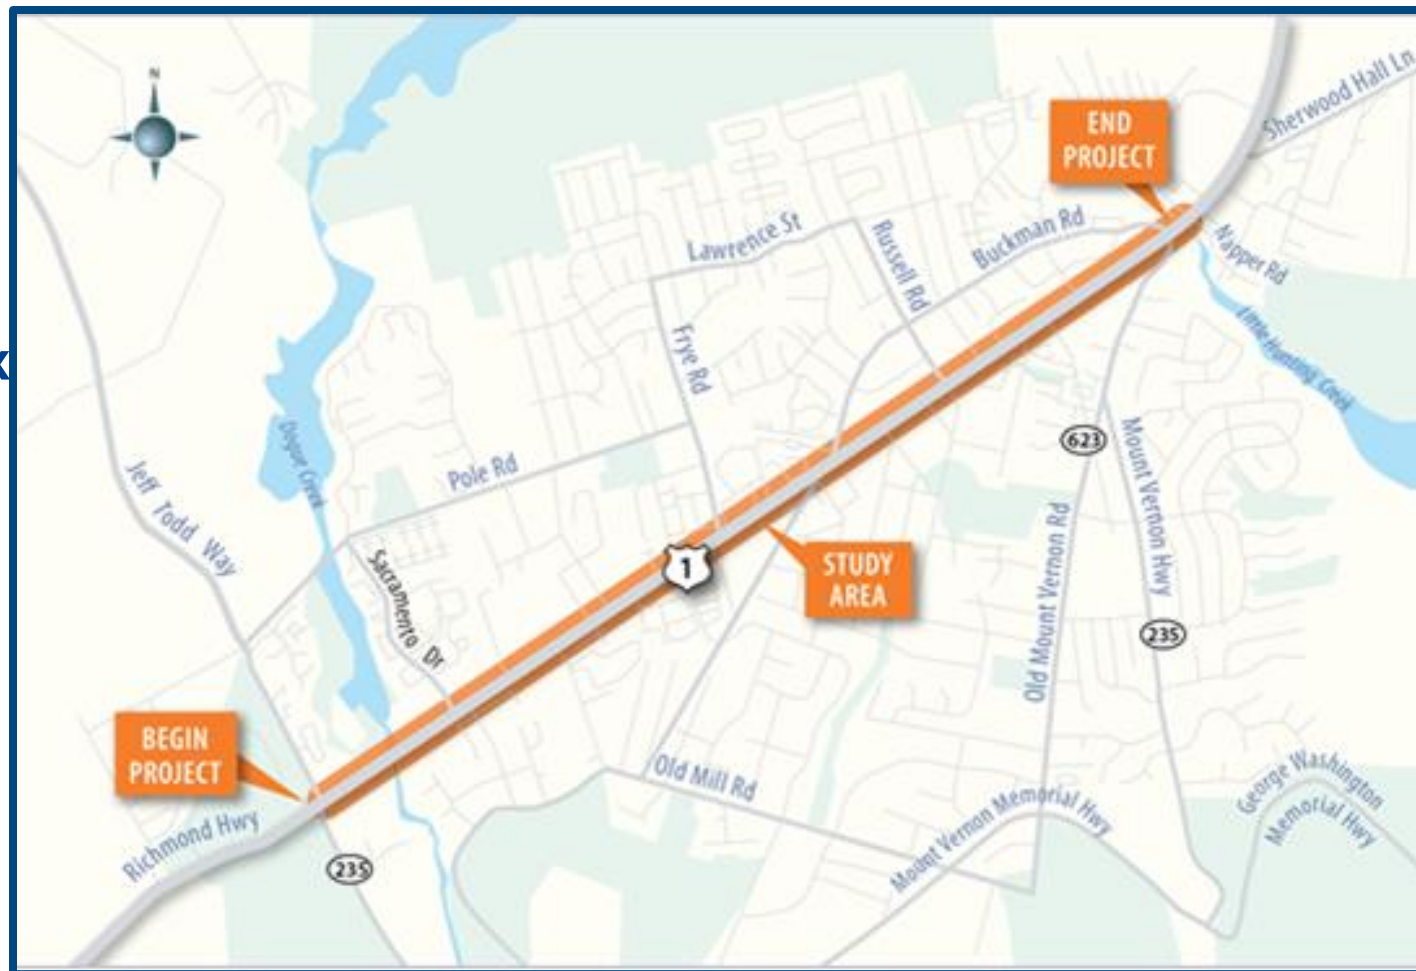 N
Sherwood Hall Ln
END
PROJECT
Lawrence St
Russell Rd
Buckman Rd
Napper Rd
Little Hunting Creek
Frye Rd
x
Dogue Creek
Pole Rd
623
Mount Vernon Hwy
Jeff Todd Way
Sacramento Dr
1
STUDY
AREA
Old Mount Vernon Rd
235
BEGIN
PROJECT
Old Mill Rd
George Washington
Memorial Hwy
Mount Vernon Memorial Hwy
Richmond Hwy
235